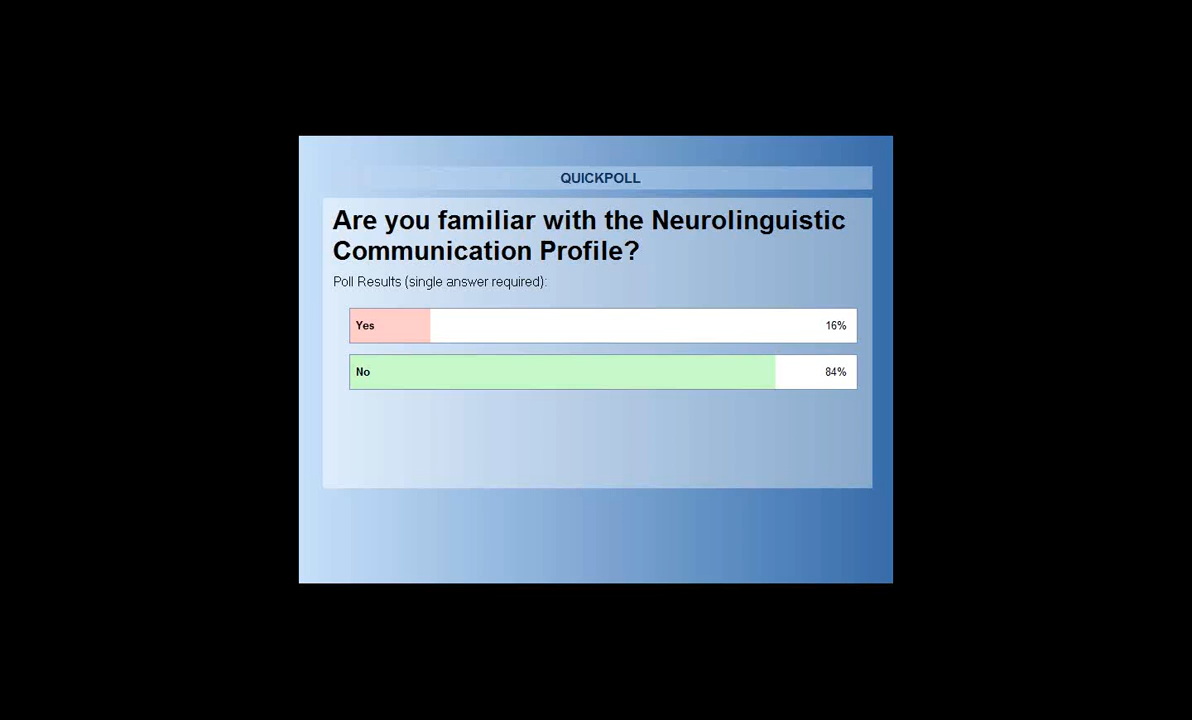 QUICKPOLL
Are you familiar with the Neurolinguistic
Communication Profile?
Poll Results (single answer required):
Yes 16%
No 84%